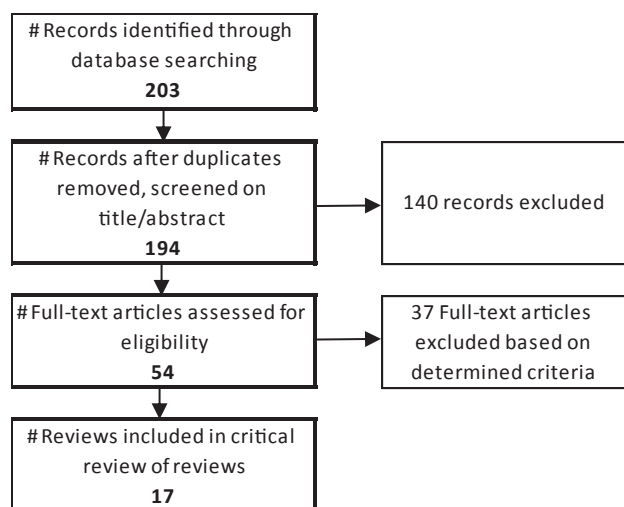 # Records identified through
database searching
203
# Records after duplicates
removed, screened on
title/abstract
194
140 records excluded
# Full-text articles assessed for
eligibility
54
37 Full-text articles
excluded based on
determined criteria
# Reviews included in critical
review of reviews
17